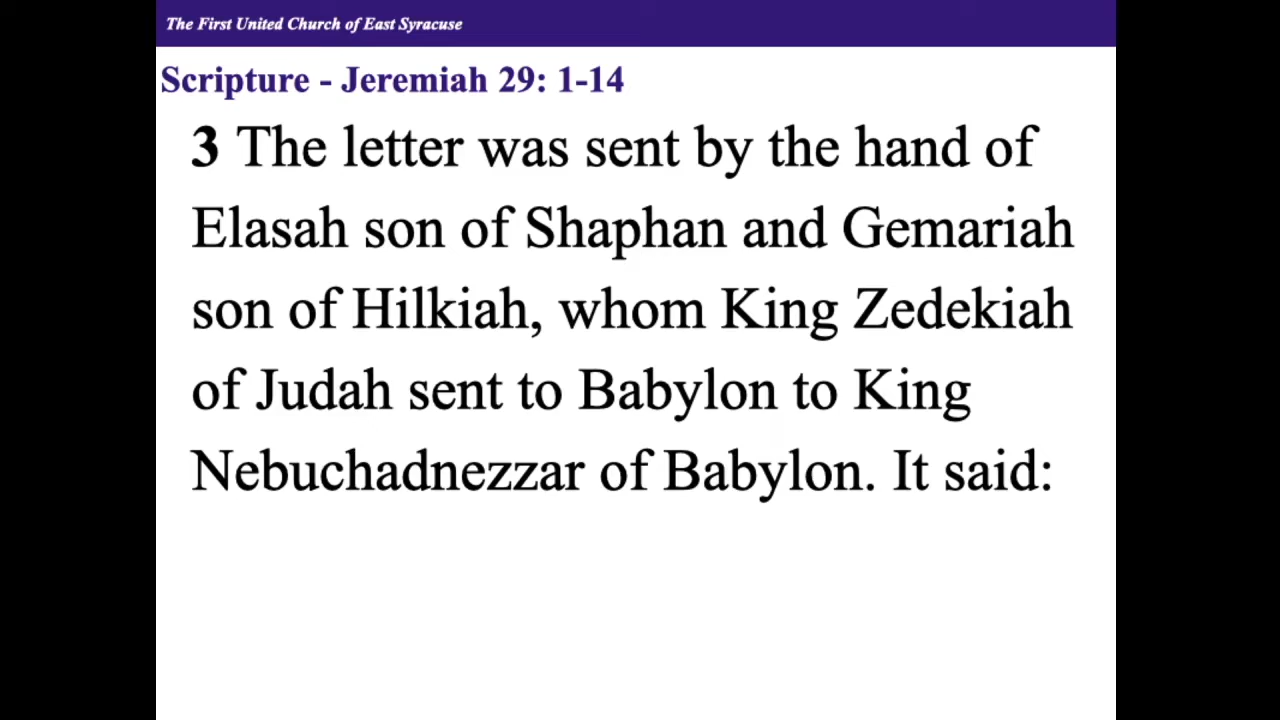 The First United Church of East Syracuse
Scripture - Jeremiah 29: 1-14
3 The letter was sent by the hand of
Elasah son of Shaphan and Gemariah
son of Hilkiah, whom King Zedekiah
of Judah sent to Babylon to King
Nebuchadnezzar of Babylon. It said: